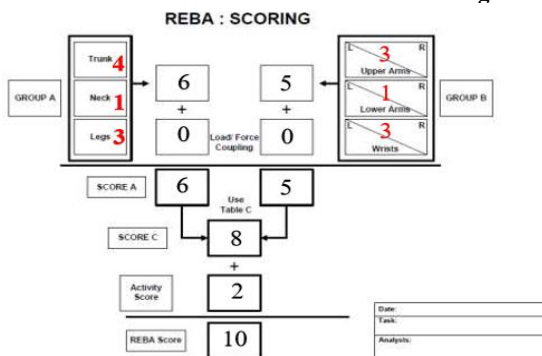 REBA : SCORING
Trunk 4
Neck 1
Legs 3
GROUP A
6
+
0
5
+
0
Load/ Force
Coupling
L 3 R
Upper Arms
L 1 R
Lower Arms
L 3 R
Wrists
GROUP B
SCORE A
6
5
Use
Table C
SCORE C
8
+
Activity
Score
2
REBA Score
10
Date:
Task:
Analysis: